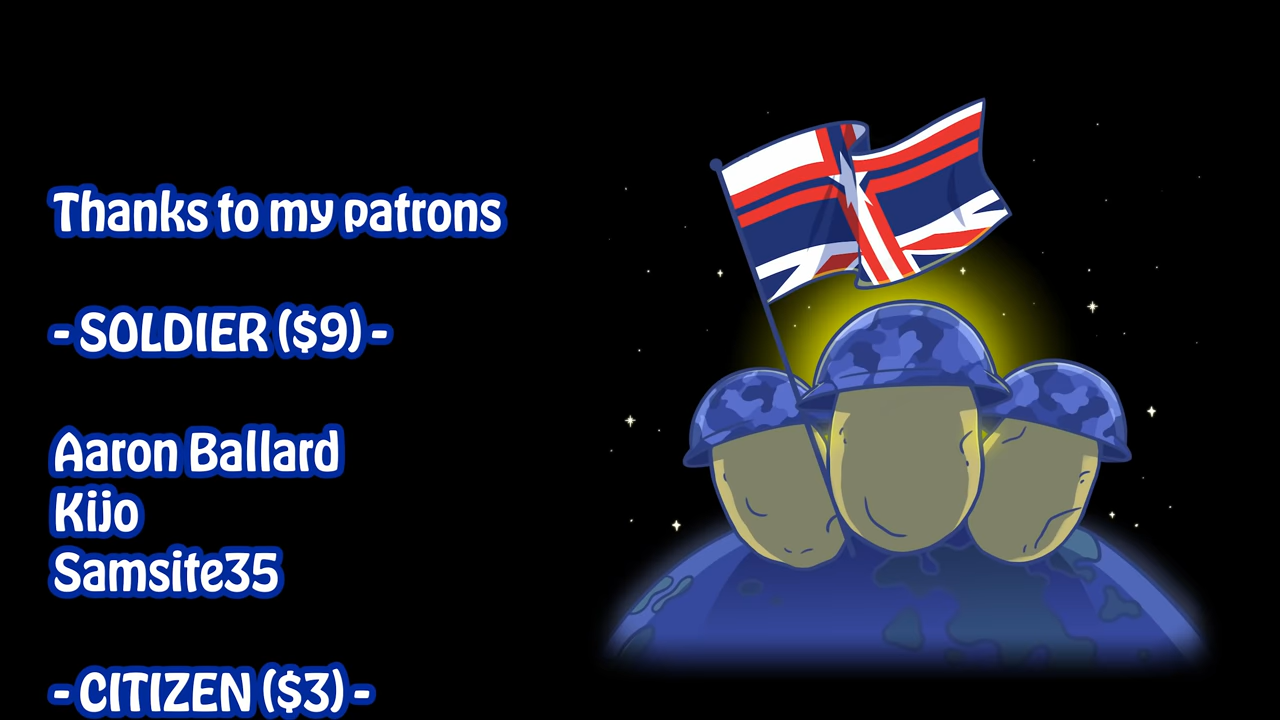 Thanks to my patrons
- SOLDIER ($9) -
Aaron Ballard
Kijo
Samsite35
- CITIZEN ($3) -